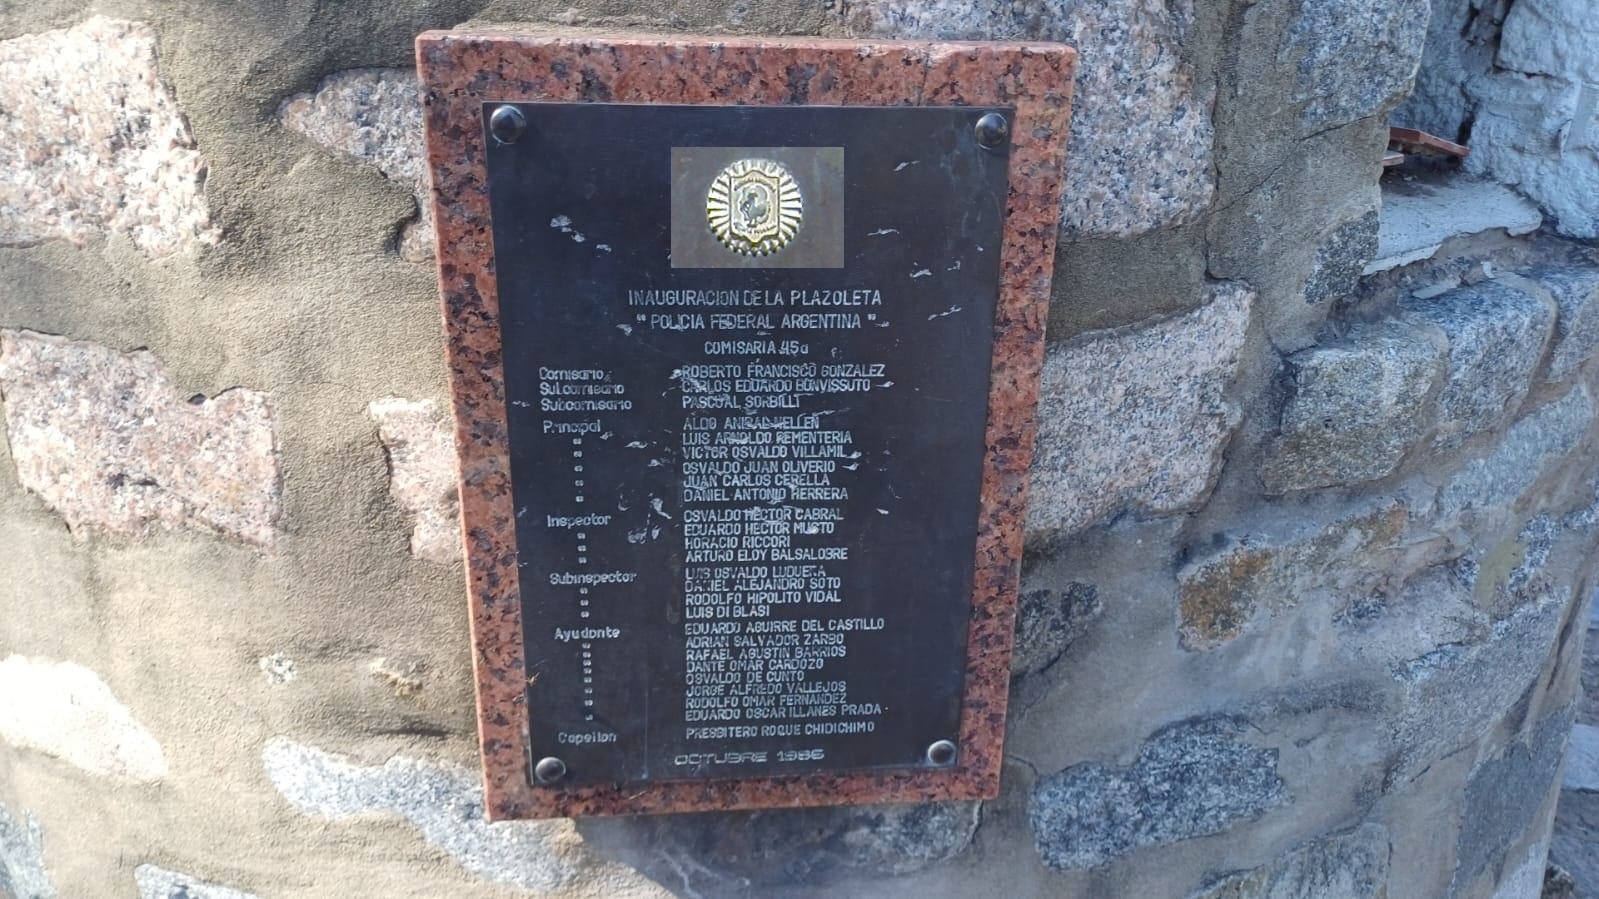 INAUGURACION DE LA PLAZOLETA
"POLICIA FEDERAL ARGENTINA"
COMISARIA 45a
Comisario ROBERTO FRANCISCO GONZALEZ
Subcomisario CARLOS EDUARDO BONVISSUTO
Subcomisario PASCUAL SORBILLI
Principal ALDO ANIBAL HELLEN
" LUIS ARNOLDO REMENTERIA
" VICTOR OSVALDO VILLAMIL
" OSVALDO JUAN OLIVERIO
" JUAN CARLOS CERELLA
" DANIEL ANTONIO HERRERA
Inspector OSVALDO HECTOR CABRAL
" EDUARDO HECTOR MUSTO
" HORACIO RICCORI
" ARTURO ELOY BALSALOBRE
Subinspector LUIS OSVALDO LUDUEÑA
" DANIEL ALEJANDRO SOTO
" RODOLFO HIPOLITO VIDAL
" LUIS DI BLASI
Ayudante EDUARDO AGUIRRE DEL CASTILLO
" ADRIAN SALVADOR ZARBO
" RAFAEL AGUSTIN BARRIOS
" DANTE OMAR CARDOZO
" OSVALDO DE CUNTO
" JORGE ALFREDO VALLEJOS
" RODOLFO OMAR FERNANDEZ
" EDUARDO OSCAR ILLANES PRADA
Capellan PRESBITERO ROQUE CHIDICHIMO
OCTUBRE 1986